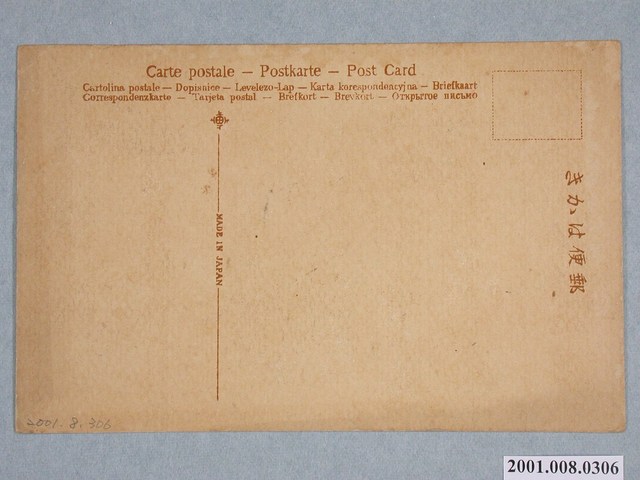 Carte postale — Postkarte — Post Card
Cartolina postale — Dopisnice — Levelezo-Lap — Karta korespondencyjna — Briefkaart
Correspondenzkarte — Tarjeta postal — Brefkort — Brevkort — Открытое письмо
MADE IN JAPAN
きかは便郵
2001.8.306
2001.008.0306